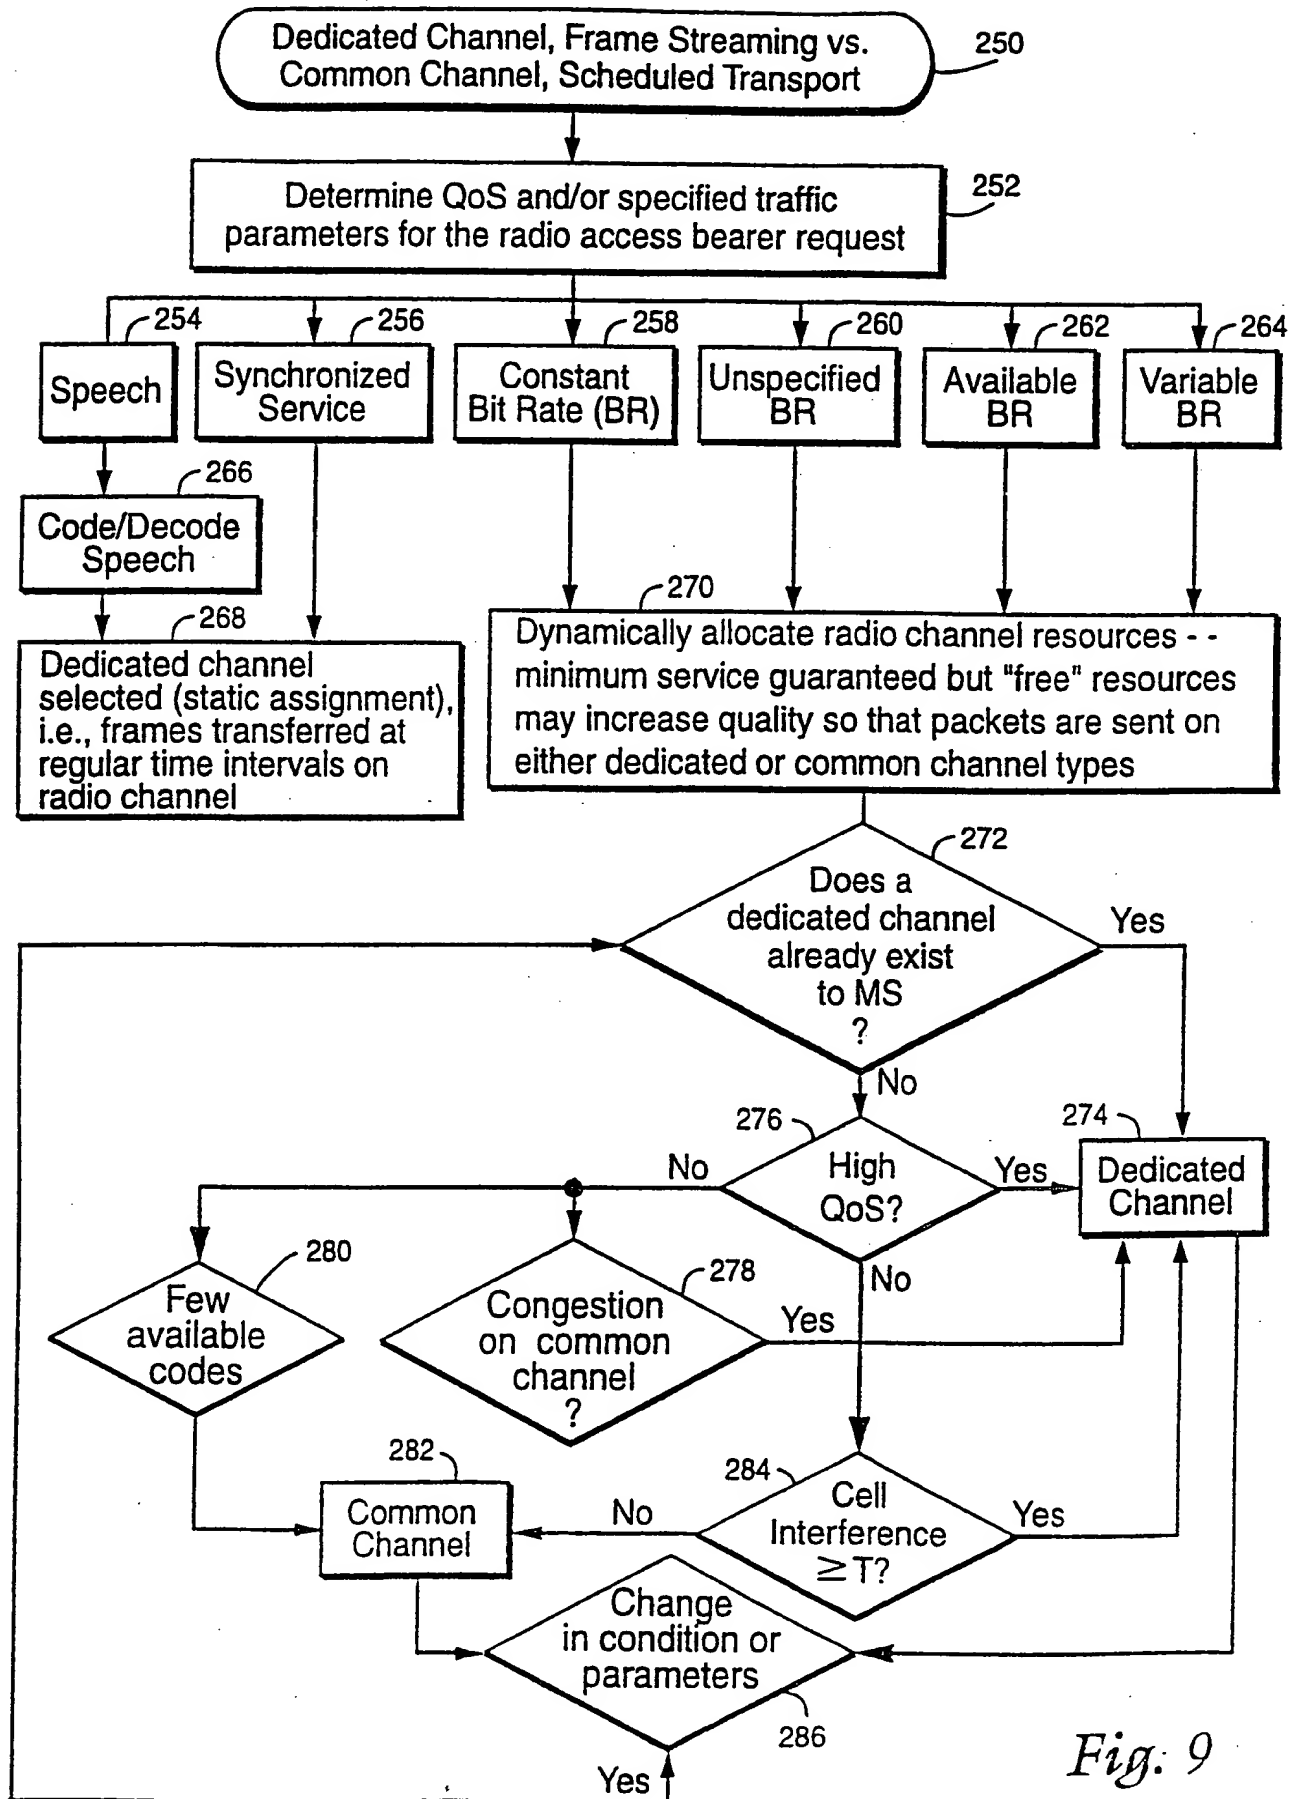 Dedicated Channel, Frame Streaming vs.
Common Channel, Scheduled Transport
250
Determine QoS and/or specified traffic
parameters for the radio access bearer request
252
254
256
258
260
262
264
Speech
Synchronized
Service
Constant
Bit Rate (BR)
Unspecified
BR
Available
BR
Variable
BR
266
Code/Decode
Speech
268
Dedicated channel
selected (static assignment),
i.e., frames transferred at
regular time intervals on
radio channel
270
Dynamically allocate radio channel resources - -
minimum service guaranteed but "free" resources
may increase quality so that packets are sent on
either dedicated or common channel types
272
Does a
dedicated channel
already exist
to MS
?
Yes
No
276
High
QoS?
No
Yes
No
274
Dedicated
Channel
280
Few
available
codes
278
Congestion
on common
channel
?
Yes
282
Common
Channel
284
Cell
Interference
≥ T?
No
Yes
Change
in condition or
parameters
286
Yes
Fig. 9